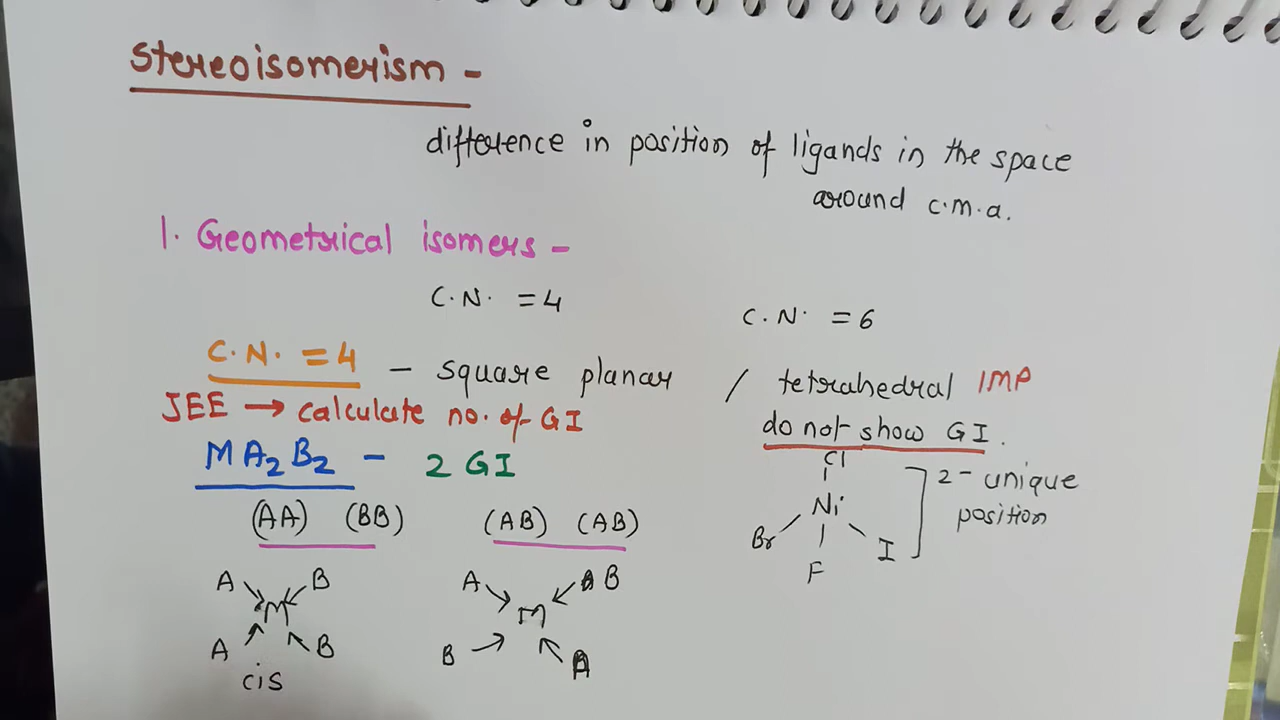 Stereoisomerism -
difference in position of ligands in the space
around c.m.a.
1. Geometrical isomers -
C.N. = 4
C.N. = 6
C.N. = 4 - square planar / tetrahedral IMP
JEE → calculate no. of GI
do not show GI.
MA₂B₂ - 2 GI
(AA) (BB)
(AB) (AB)
Cl
Ni
Br
F
I
2 - unique
position
A B
M
A B
cis
A B
M
B A